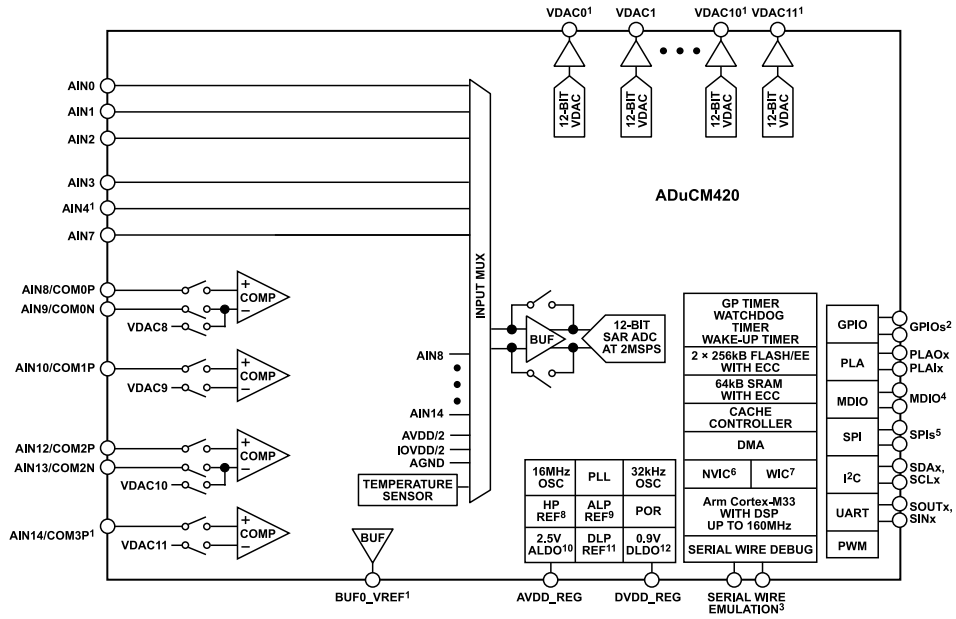 VDAC0¹ VDAC1 VDAC10¹ VDAC11¹
12-BIT VDAC
12-BIT VDAC
12-BIT VDAC
12-BIT VDAC
ADuCM420
AIN0
AIN1
AIN2
AIN3
AIN4¹
AIN7
AIN8/COM0P
AIN9/COM0N
VDAC8
+
COMP
−
AIN10/COM1P
VDAC9
+
COMP
−
AIN12/COM2P
AIN13/COM2N
VDAC10
+
COMP
−
AIN14/COM3P¹
VDAC11
+
COMP
−
INPUT MUX
AIN8
AIN14
AVDD/2
IOVDD/2
AGND
TEMPERATURE
SENSOR
BUF
BUF0_VREF¹
BUF
12-BIT
SAR ADC
AT 2MSPS
16MHz
OSC
PLL
32kHz
OSC
HP
REF⁸
ALP
REF⁹
POR
2.5V
ALDO¹⁰
DLP
REF¹¹
0.9V
DLDO¹²
AVDD_REG
DVDD_REG
GP TIMER
WATCHDOG
TIMER
WAKE-UP TIMER
2 × 256kB FLASH/EE
WITH ECC
64kB SRAM
WITH ECC
CACHE
CONTROLLER
DMA
NVIC⁶ WIC⁷
Arm Cortex-M33
WITH DSP
UP TO 160MHz
SERIAL WIRE DEBUG
SERIAL WIRE
EMULATION³
GPIO
PLA
MDIO
SPI
I²C
UART
PWM
GPIOs²
PLAOx
PLAIx
MDIO⁴
SPIs⁵
SDAx,
SCLx
SOUTx,
SINx